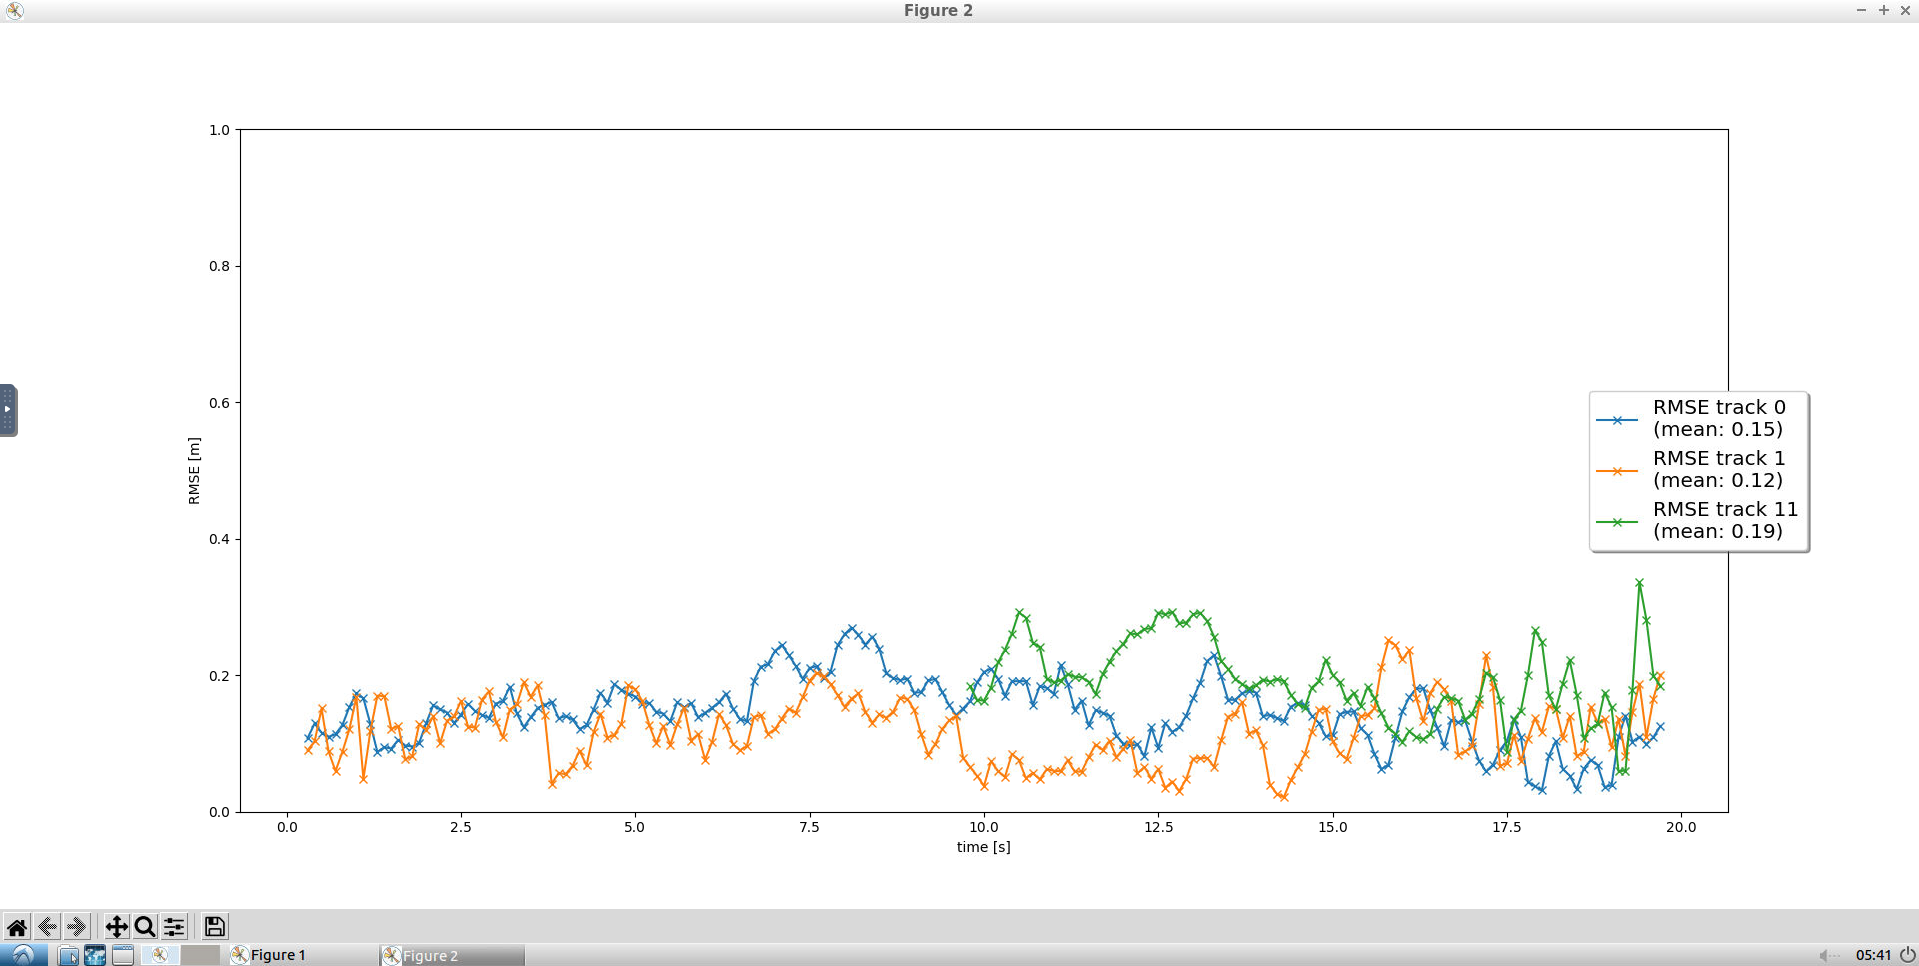 Figure 2
1.0
0.8
0.6
0.4
0.2
0.0
RMSE [m]
RMSE track 0
(mean: 0.15)
RMSE track 1
(mean: 0.12)
RMSE track 11
(mean: 0.19)
0.0 2.5 5.0 7.5 10.0 12.5 15.0 17.5 20.0
time [s]
Figure 1 Figure 2 05:41